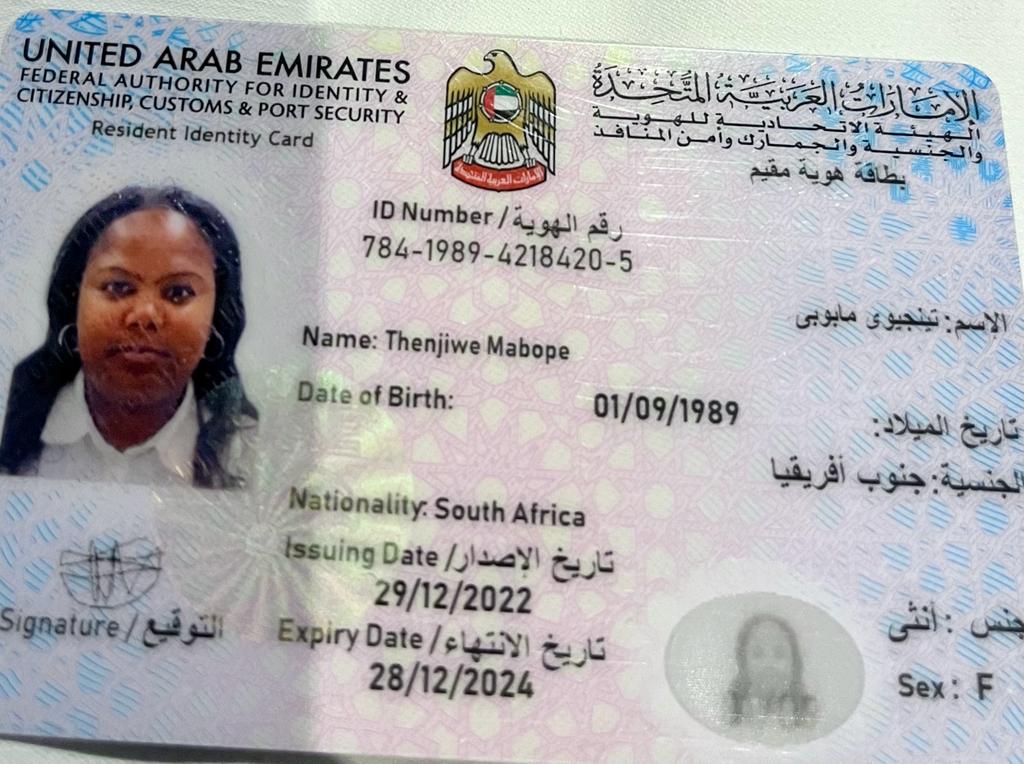 UNITED ARAB EMIRATES
FEDERAL AUTHORITY FOR IDENTITY &
CITIZENSHIP, CUSTOMS & PORT SECURITY
Resident Identity Card
الإمارات العربية المتحدة
الهيئة الاتحادية للهوية
والجنسية والجمارك وأمن المنافذ
بطاقة هوية مقيم
الإمارات العربية المتحدة
ID Number / رقم الهوية
784-1989-4218420-5
الاسم: تينجيوى مابوبى
Name: Thenjiwe Mabope
Date of Birth: 01/09/1989 تاريخ الميلاد:
الجنسية: جنوب أفريقيا
Nationality: South Africa
Issuing Date / تاريخ الإصدار
29/12/2022
Expiry Date / تاريخ الانتهاء
28/12/2024
Signature / التوقيع
جنس : أنثى
Sex: F